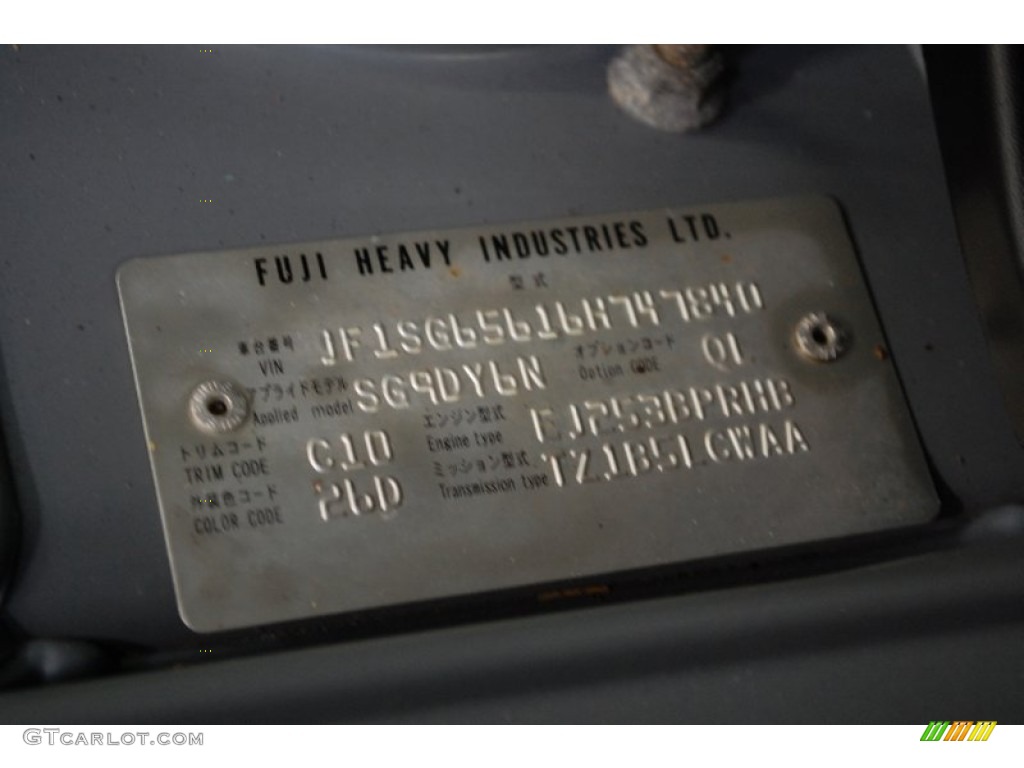 FUJI HEAVY INDUSTRIES LTD.
型式
車台番号
VIN JF1SG65616H747840
アプライドモデル オプションコード
Applied model SG9DY6N Option CODE Q1
トリムコード エンジン型式
TRIM CODE C10 Engine type EJ253BPRHB
外装色コード ミッション型式
COLOR CODE 26D Transmission type TZ1B5LCWAA
GTCARLOT.COM